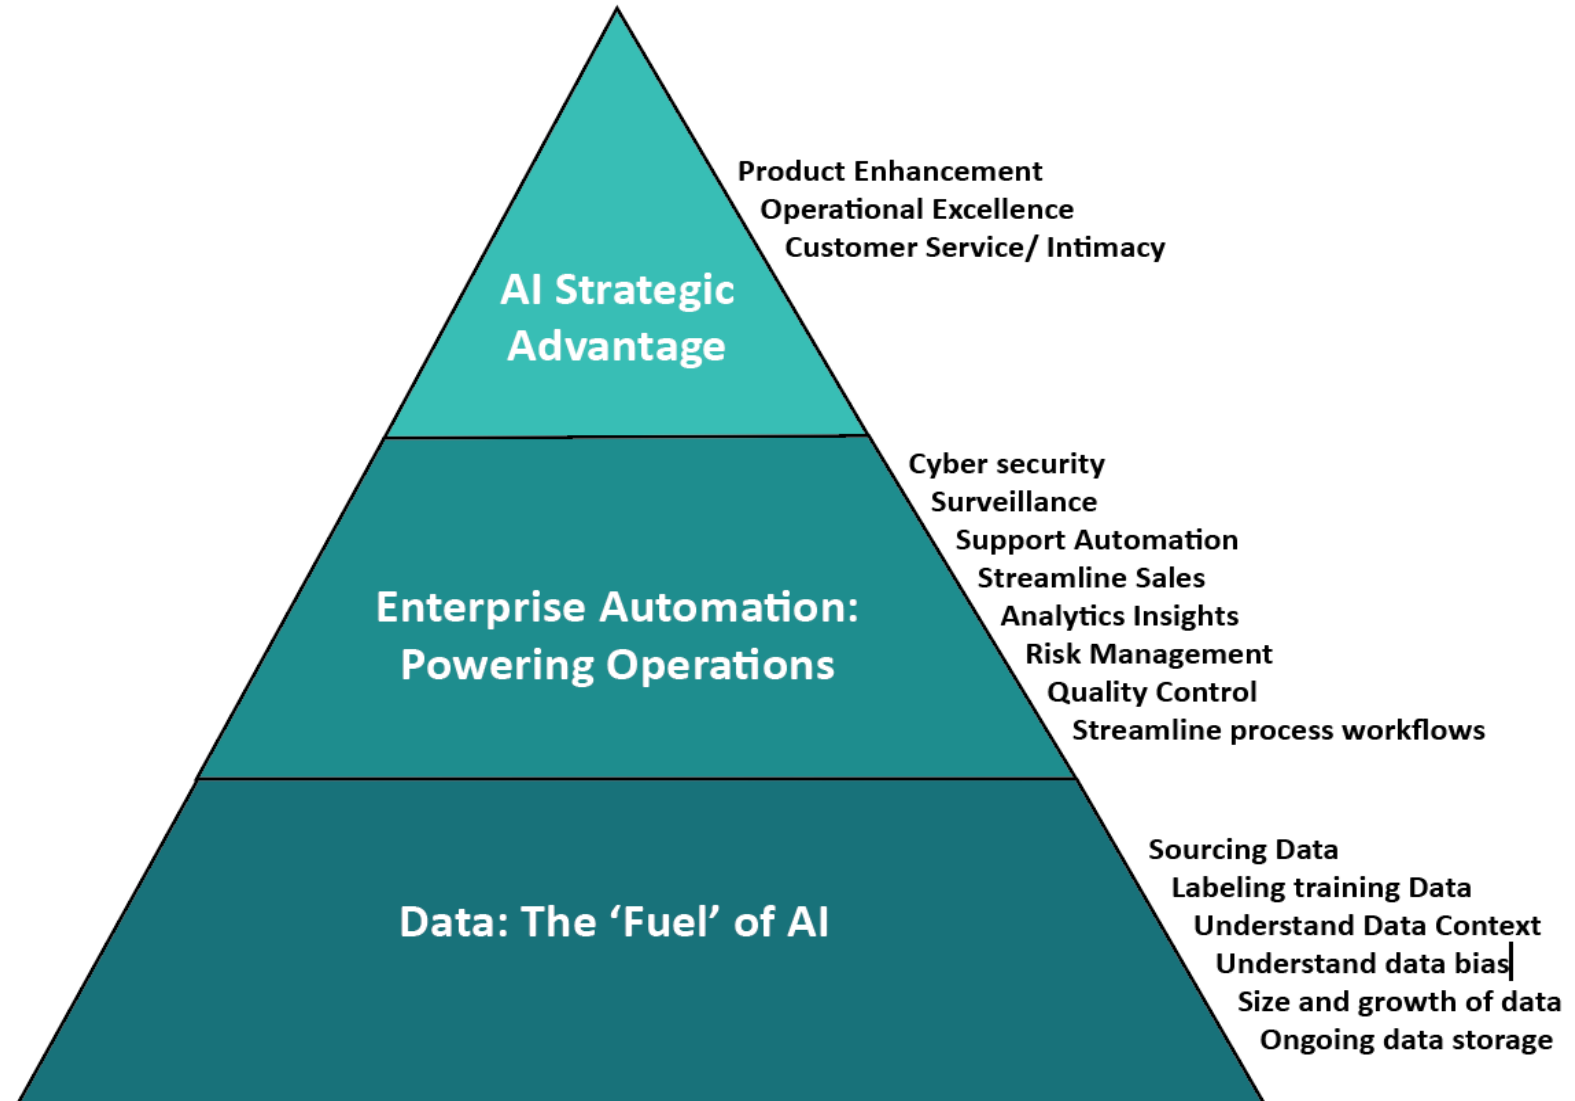 Product Enhancement
Operational Excellence
Customer Service/ Intimacy
AI Strategic
Advantage
Cyber security
Surveillance
Support Automation
Streamline Sales
Analytics Insights
Risk Management
Quality Control
Streamline process workflows
Enterprise Automation:
Powering Operations
Sourcing Data
Labeling training Data
Understand Data Context
Understand data bias
Size and growth of data
Ongoing data storage
Data: The ‘Fuel’ of AI